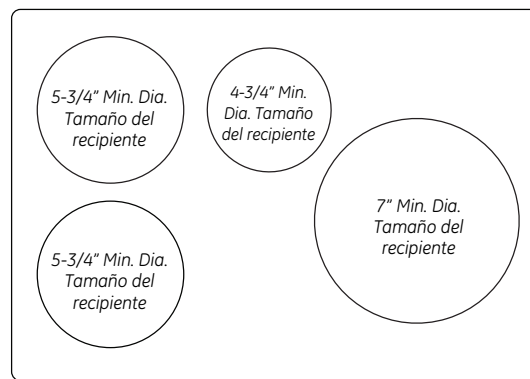 5-3/4" Min. Dia.
Tamaño del
recipiente
4-3/4" Min.
Dia. Tamaño
del recipiente
7" Min. Dia.
Tamaño del
recipiente
5-3/4" Min. Dia.
Tamaño del
recipiente